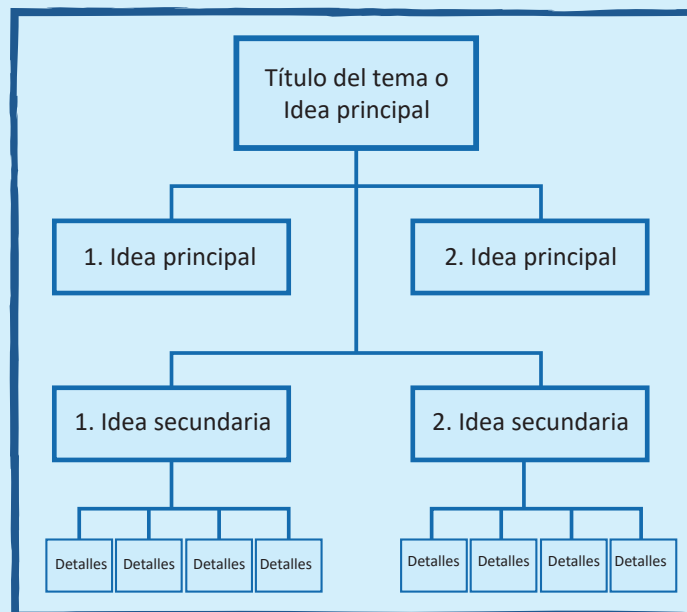 Título del tema o
Idea principal
1. Idea principal
2. Idea principal
1. Idea secundaria
2. Idea secundaria
Detalles
Detalles
Detalles
Detalles
Detalles
Detalles
Detalles
Detalles